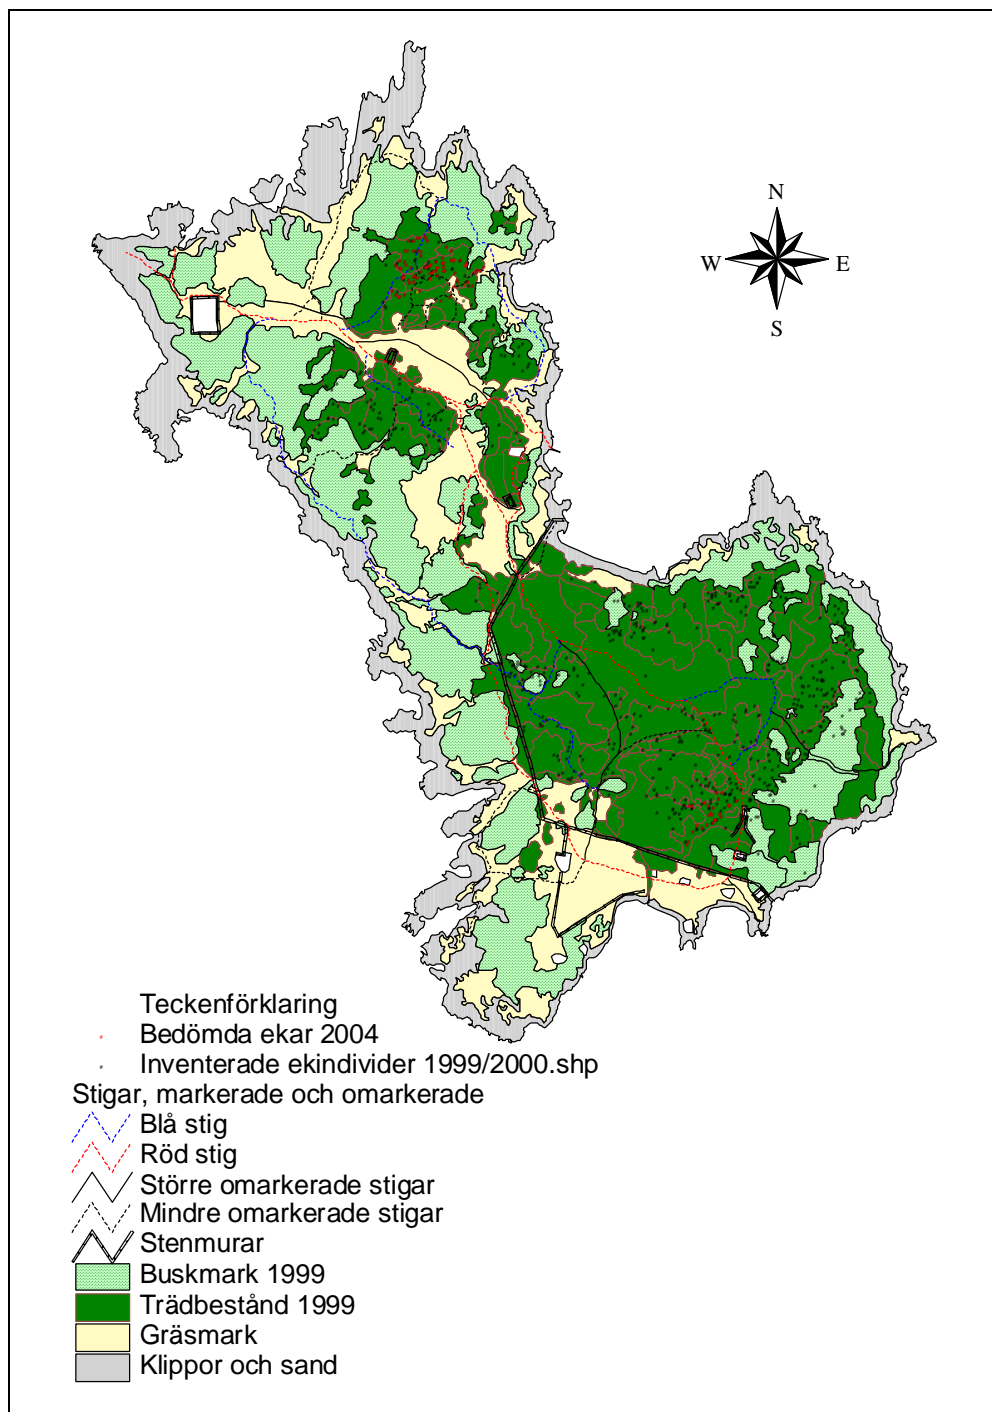 N
W E
S
Teckenförklaring
Bedömda ekar 2004
Inventerade ekindivider 1999/2000.shp
Stigar, markerade och omarkerade
Blå stig
Röd stig
Större omarkerade stigar
Mindre omarkerade stigar
Stenmurar
Buskmark 1999
Trädbestånd 1999
Gräsmark
Klippor och sand